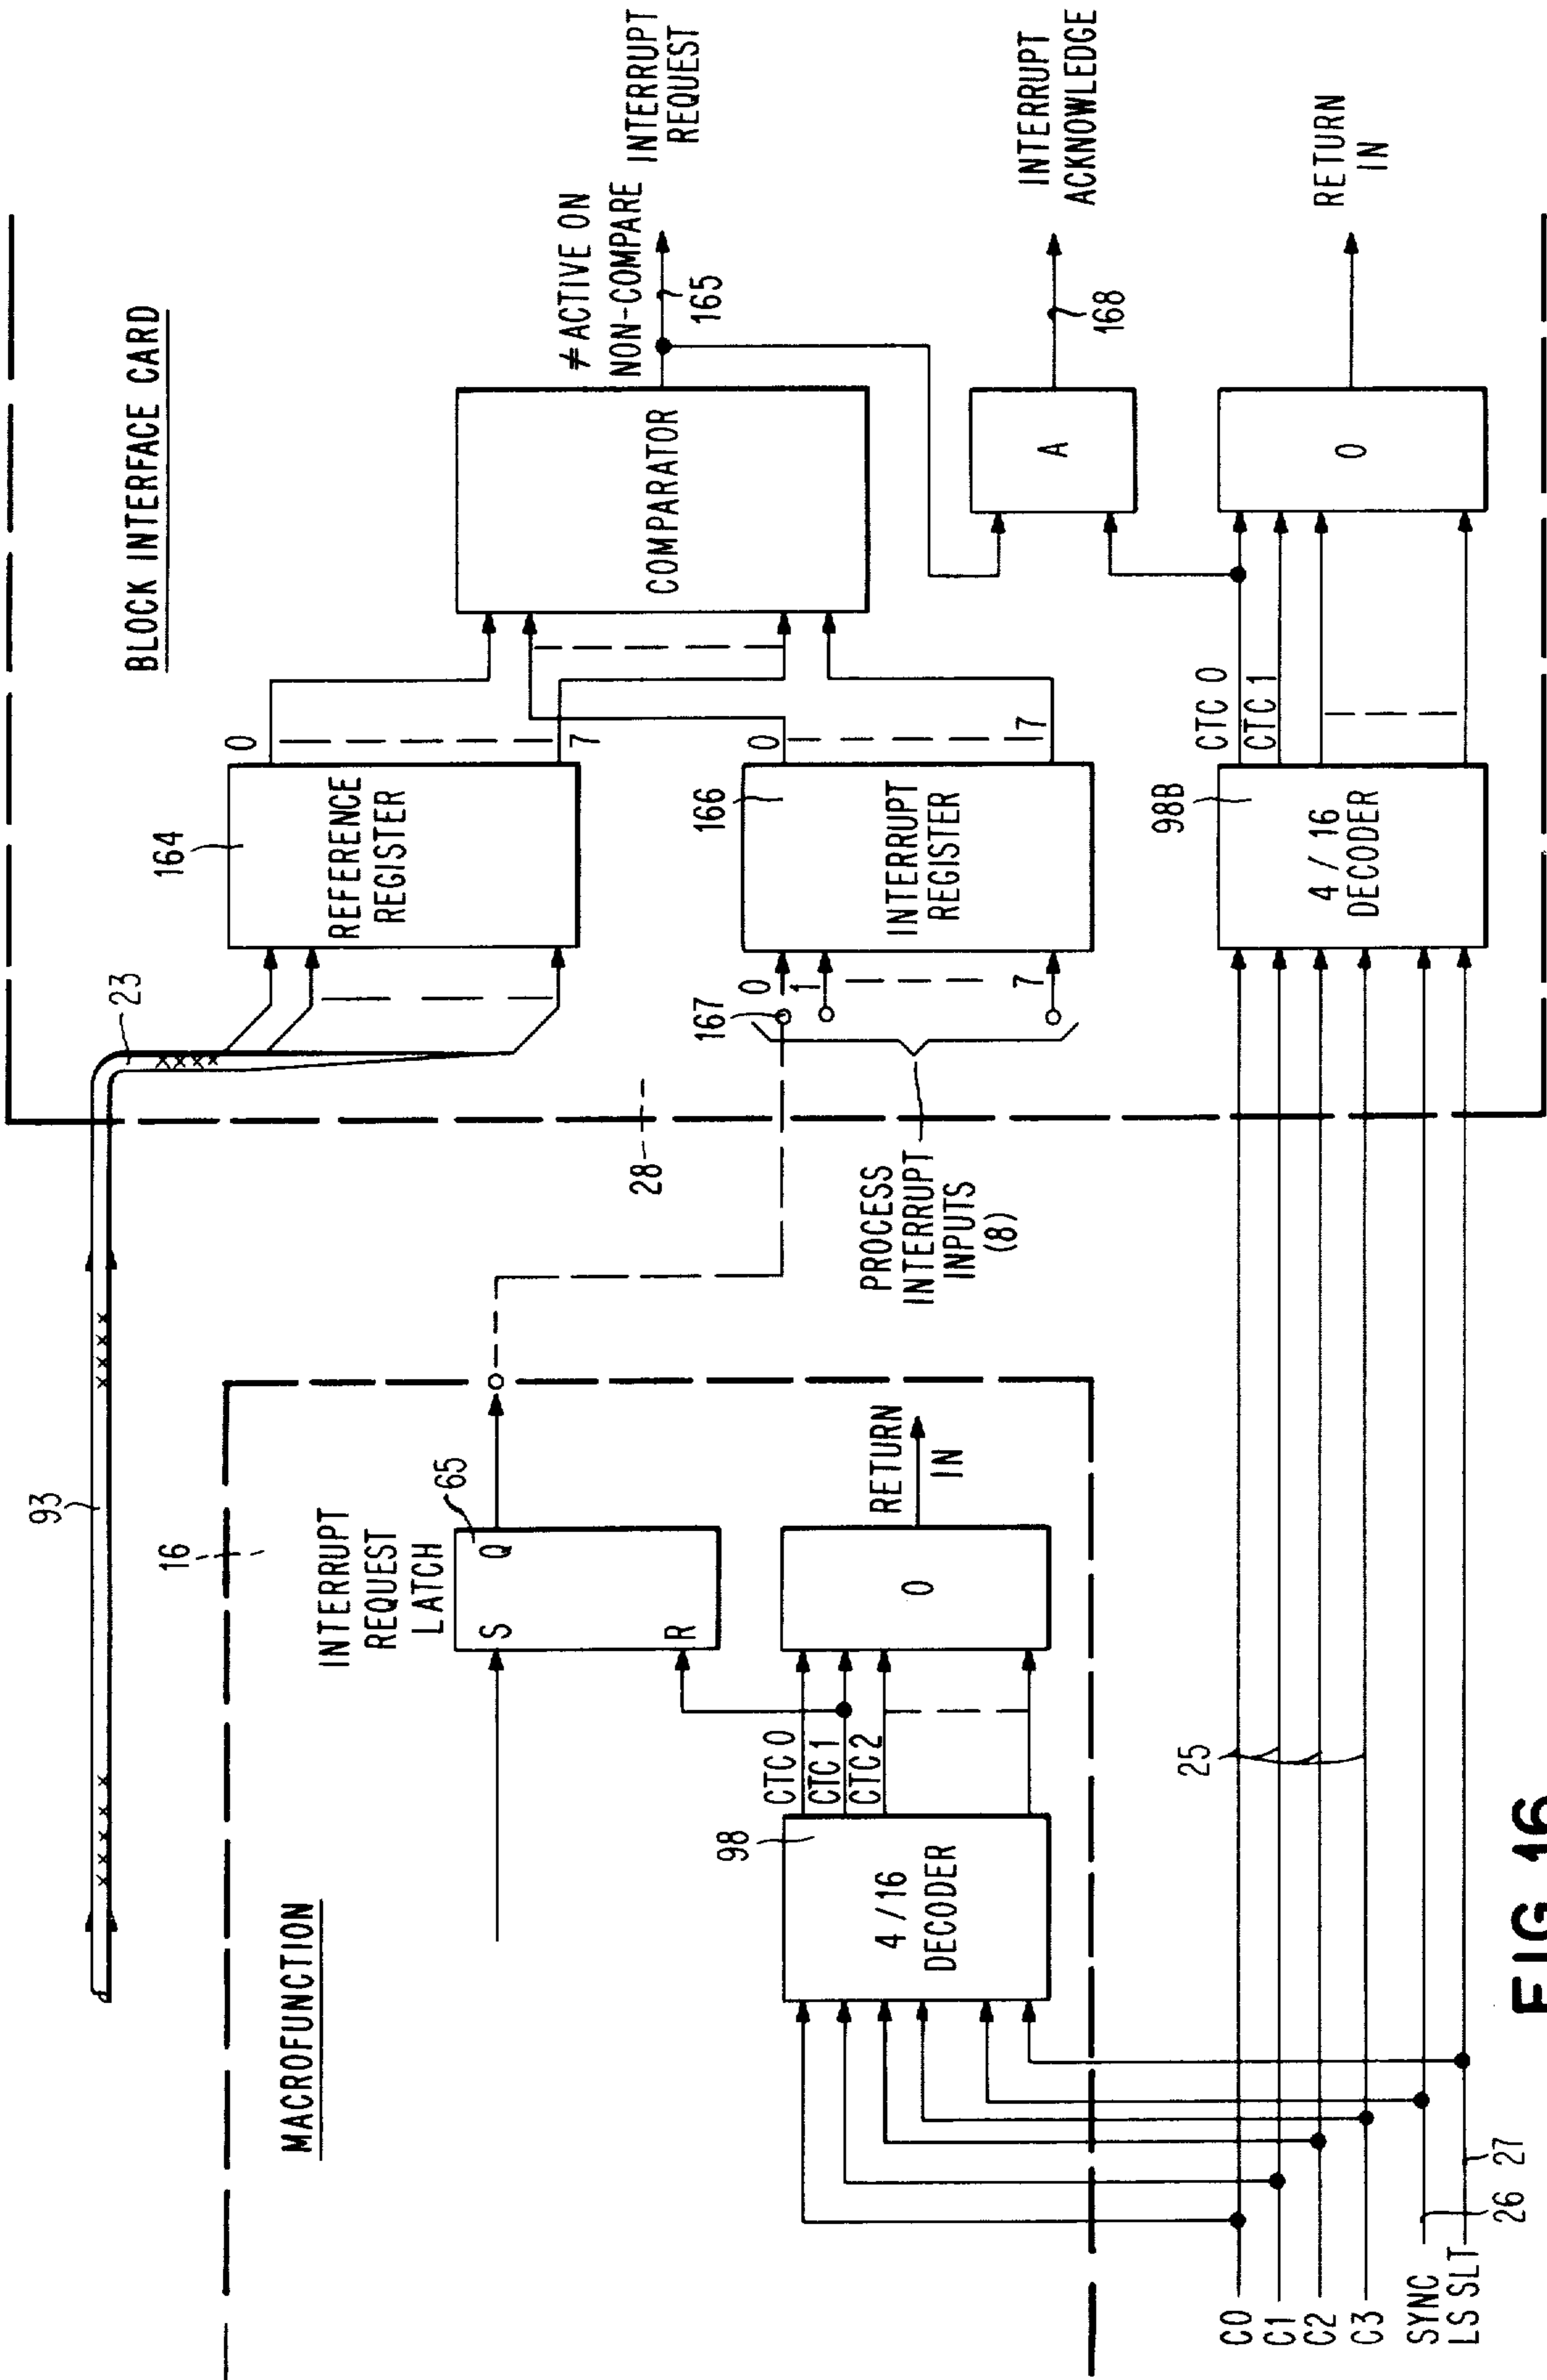 BLOCK INTERFACE CARD
93
23
164
REFERENCE
REGISTER
0
7
COMPARATOR
≠ ACTIVE ON
NON-COMPARE
165
INTERRUPT
REQUEST
28
16
MACROFUNCTION
INTERRUPT
REQUEST
LATCH
65
S
Q
R
167
0
1
7
166
INTERRUPT
REGISTER
0
7
PROCESS
INTERRUPT
INPUTS
(8)
A
168
INTERRUPT
ACKNOWLEDGE
98
4/16
DECODER
CTC 0
CTC 1
CTC 2
O
RETURN
IN
98B
4/16
DECODER
CTC 0
CTC 1
O
RETURN
IN
25
C0
C1
C2
C3
SYNC
LS SLT
26
27
FIG. 16